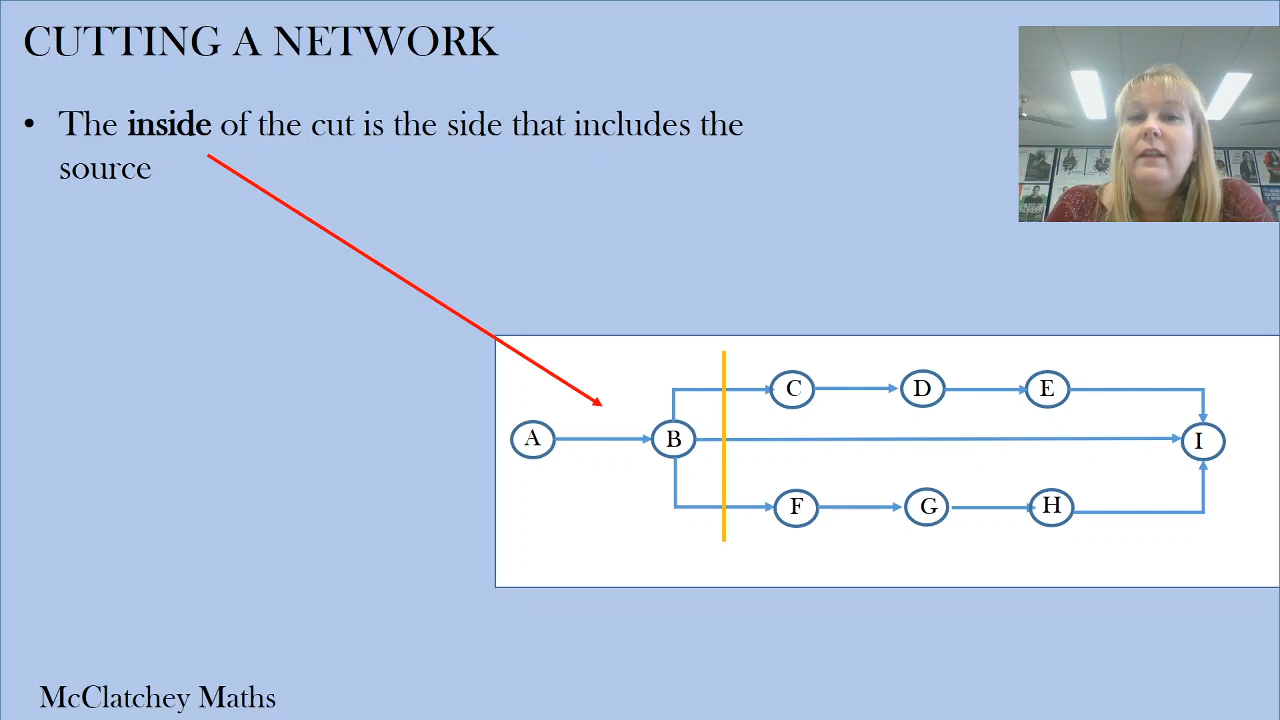 CUTTING A NETWORK
• The inside of the cut is the side that includes the
source
C D E
A B I
F G H
McClatchey Maths